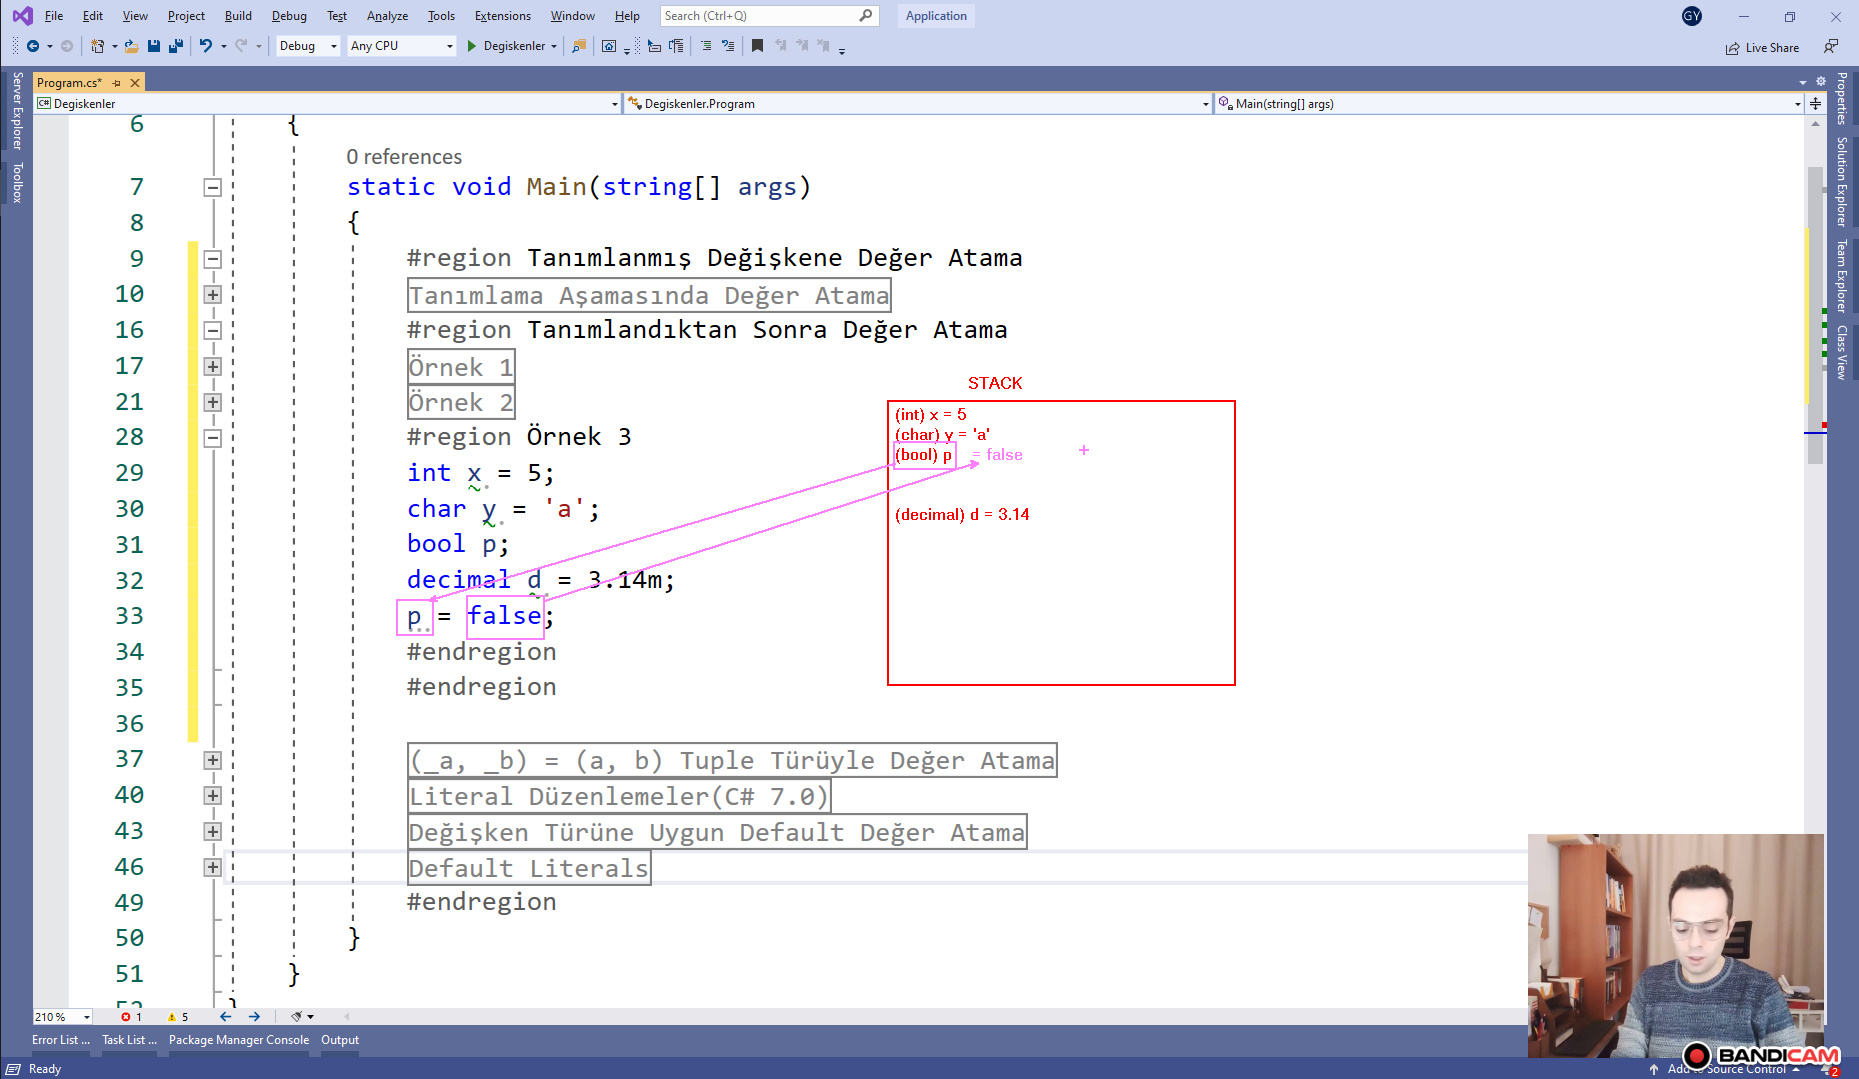 File Edit View Project Build Debug Test Analyze Tools Extensions Window Help Search (Ctrl+Q) Application GY
Debug Any CPU Degiskenler Live Share
Program.cs*
C# Degiskenler Degiskenler.Program Main(string[] args)
Server Explorer
Toolbox
Properties
Solution Explorer
Team Explorer
Class View
6 {
0 references
7 static void Main(string[] args)
8 {
9 #region Tanımlanmış Değişkene Değer Atama
10 Tanımlama Aşamasında Değer Atama
16 #region Tanımlandıktan Sonra Değer Atama
17 Örnek 1
21 Örnek 2
28 #region Örnek 3
29 int x = 5;
30 char y = 'a';
31 bool p;
32 decimal d = 3.14m;
33 p = false;
34 #endregion
35 #endregion
36
37 (_a, _b) = (a, b) Tuple Türüyle Değer Atama
40 Literal Düzenlemeler(C# 7.0)
43 Değişken Türüne Uygun Default Değer Atama
46 Default Literals
49 #endregion
50 }
51 }
52 }
STACK
(int) x = 5
(char) y = 'a'
(bool) p = false
(decimal) d = 3.14
210 % 1 5
Error List ... Task List ... Package Manager Console Output
Ready
Add to Source Control 2
BANDICAM